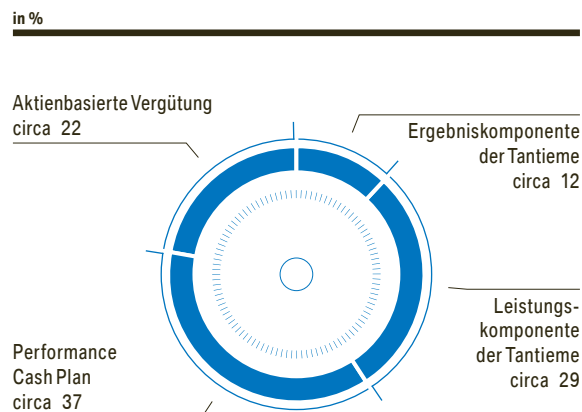 in %
Aktienbasierte Vergütung
circa 22
Ergebniskomponente
der Tantieme
circa 12
Leistungs-
komponente
der Tantieme
circa 29
Performance
Cash Plan
circa 37